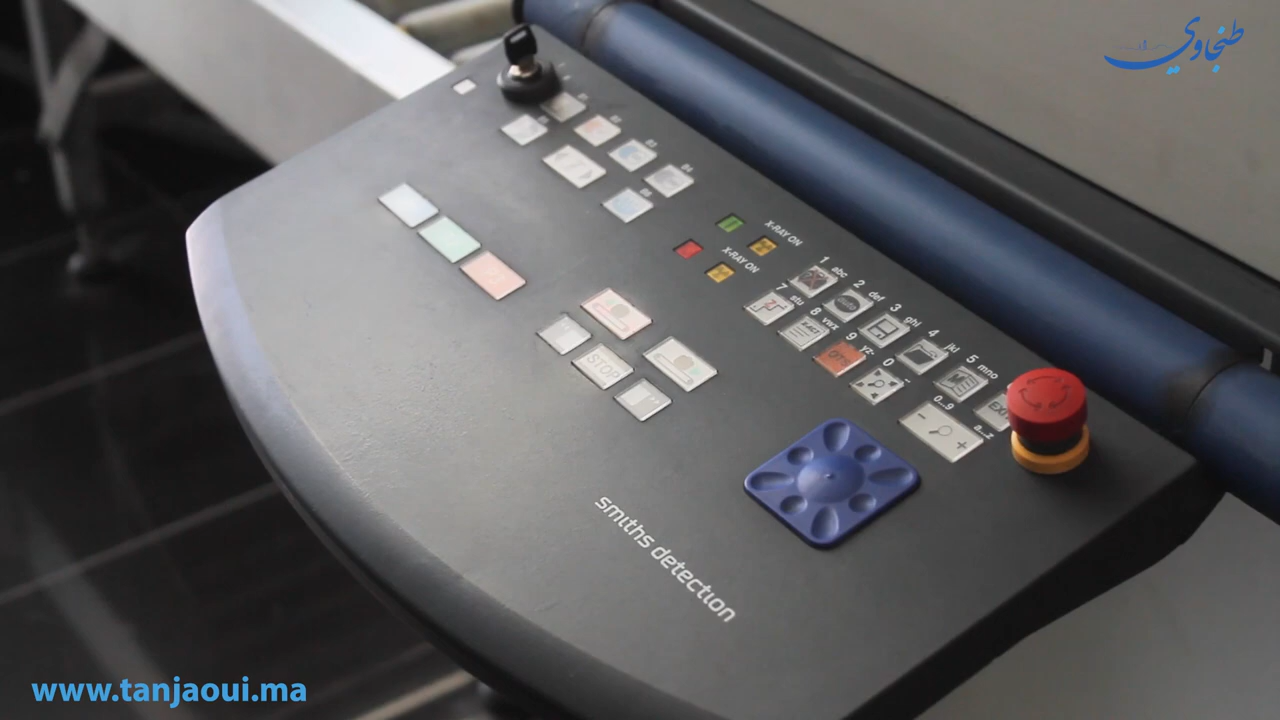 طنجاوي
X-RAY ON
X-RAY ON
1 abc
2 def
3 ghi
4 jkl
5 mno
7 stu
8 vwx
9 yz-
0
0...9
a...z
STOP
EXIT
- +
smiths detection
www.tanjaoui.ma